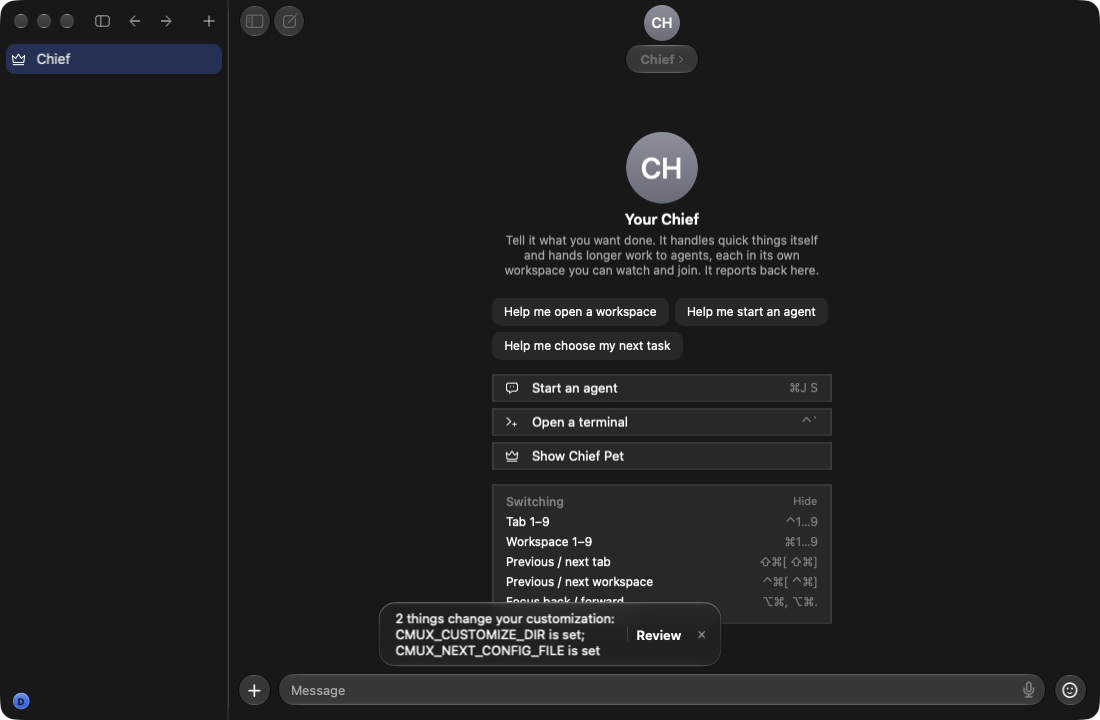 Chief
CH
Chief ›
CH
Your Chief
Tell it what you want done. It handles quick things itself
and hands longer work to agents, each in its own
workspace you can watch and join. It reports back here.
Help me open a workspace
Help me start an agent
Help me choose my next task
Start an agent ⌘J S
Open a terminal ^`
Show Chief Pet
Switching Hide
Tab 1–9 ^1...9
Workspace 1–9 ⌘1...9
Previous / next tab ⇧⌘[ ⇧⌘]
Previous / next workspace ^⌘[ ^⌘]
Focus back / forward ⌥⌘, ⌥⌘.
2 things change your customization:
CMUX_CUSTOMIZE_DIR is set;
CMUX_NEXT_CONFIG_FILE is set
Review ×
Message
D